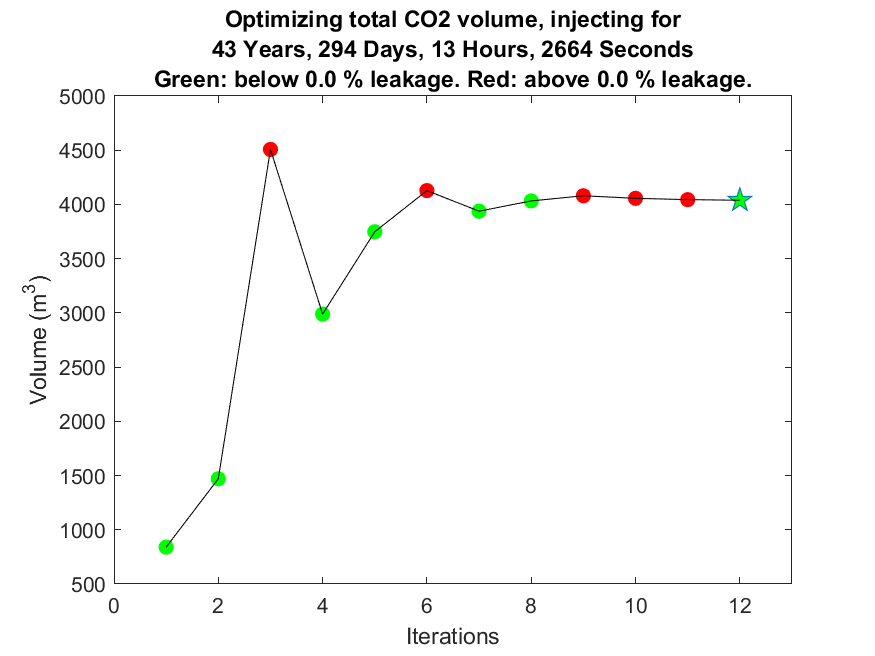 Optimizing total CO2 volume, injecting for
43 Years, 294 Days, 13 Hours, 2664 Seconds
Green: below 0.0 % leakage. Red: above 0.0 % leakage.
5000
4500
4000
3500
3000
2500
2000
1500
1000
500
Volume (m³)
0 2 4 6 8 10 12
Iterations